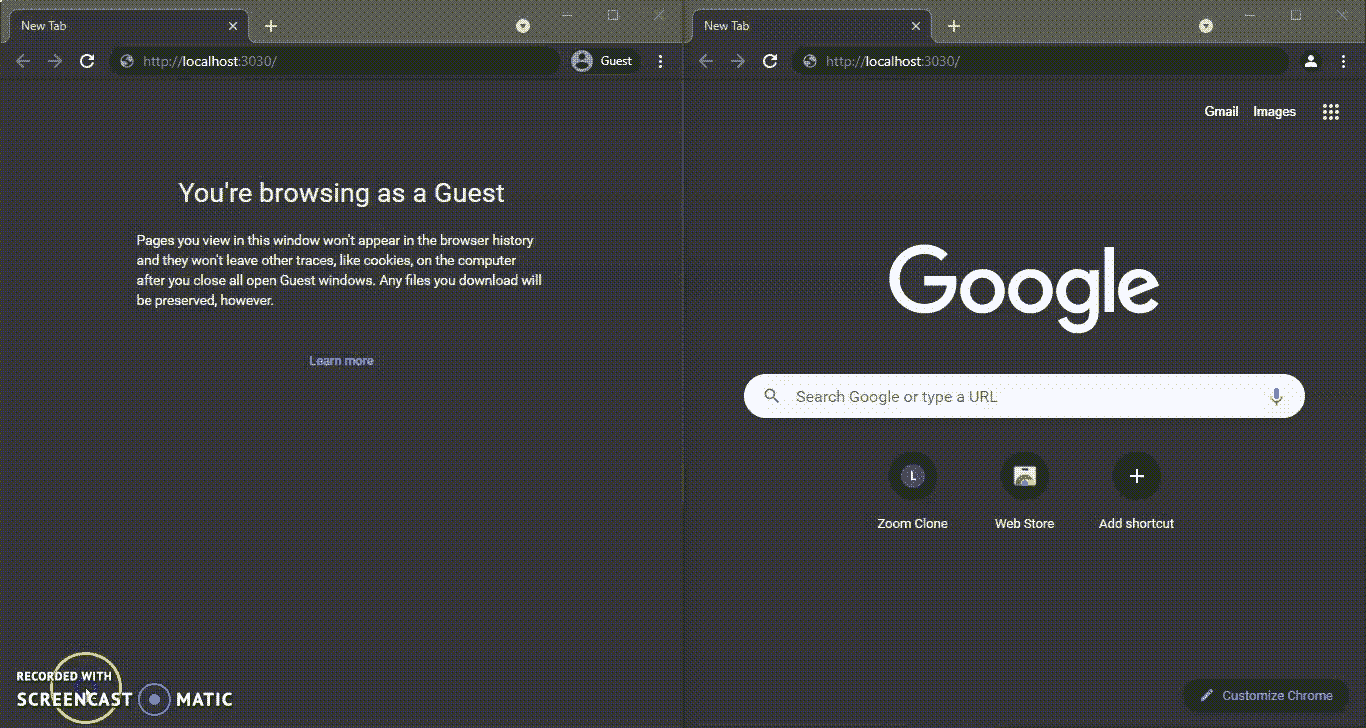 New Tab
http://localhost:3030/
Guest
You're browsing as a Guest
Pages you view in this window won't appear in the browser history
and they won't leave other traces, like cookies, on the computer
after you close all open Guest windows. Any files you download will
be preserved, however.
Learn more
RECORDED WITH
SCREENCAST MATIC
New Tab
http://localhost:3030/
Gmail Images
Google
Search Google or type a URL
L
Zoom Clone Web Store Add shortcut
Customize Chrome